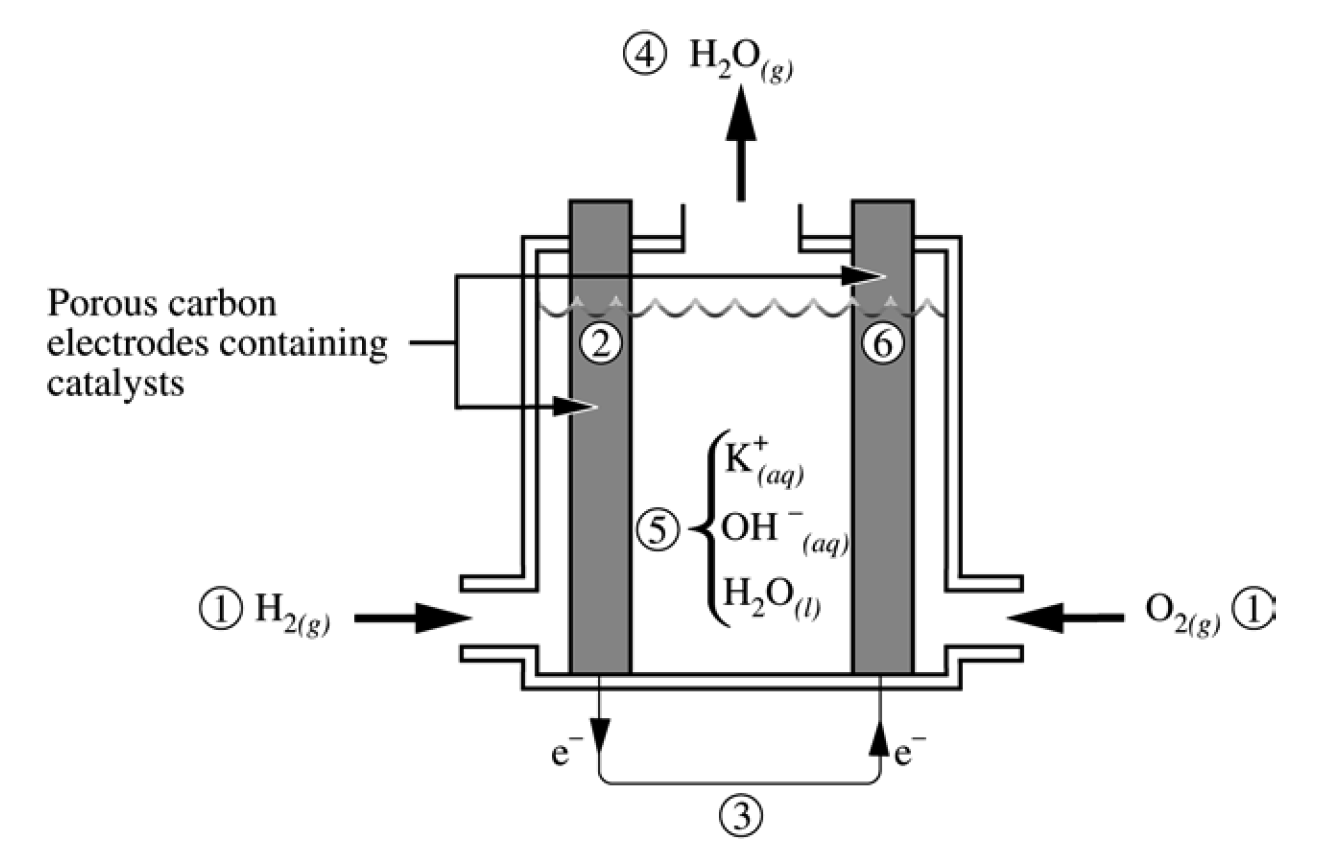 ④ H₂O(g)
Porous carbon
electrodes containing
catalysts
② ⑥
K⁺(aq)
⑤ OH⁻(aq)
H₂O(l)
① H₂(g)
O₂(g) ①
e⁻ e⁻
③